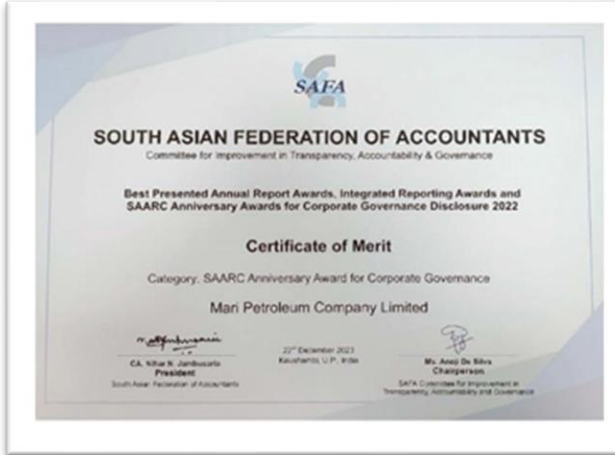 SAFA
SOUTH ASIAN FEDERATION OF ACCOUNTANTS
Committee for Improvement in Transparency, Accountability & Governance
Best Presented Annual Report Awards, Integrated Reporting Awards and
SAARC Anniversary Awards for Corporate Governance Disclosure 2022
Certificate of Merit
Category: SAARC Anniversary Award for Corporate Governance
Mari Petroleum Company Limited
CA. Nihar N. Jambusaria
President
South Asian Federation of Accountants
22nd December 2023
Kaushambi, U.P. India
Ms. Anoji De Silva
Chairperson
SAFA Committee for Improvement in
Transparency, Accountability and Governance